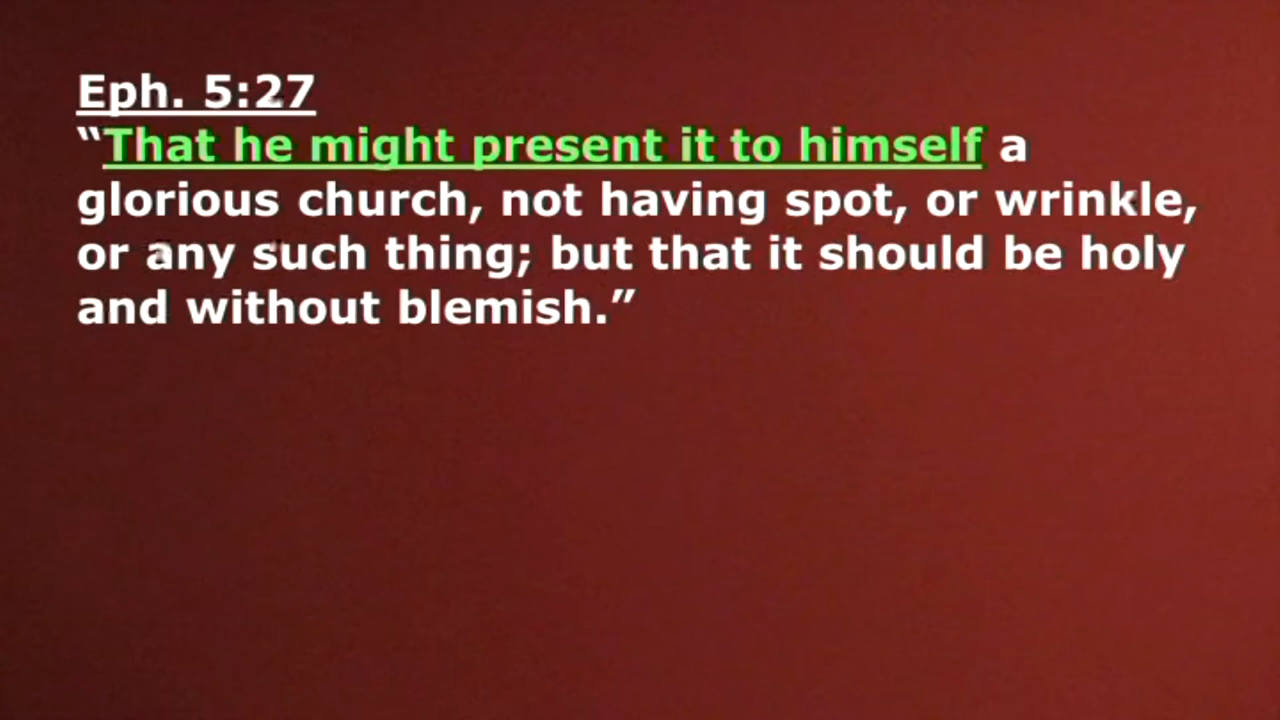 Eph. 5:27
“That he might present it to himself a
glorious church, not having spot, or wrinkle,
or any such thing; but that it should be holy
and without blemish.”